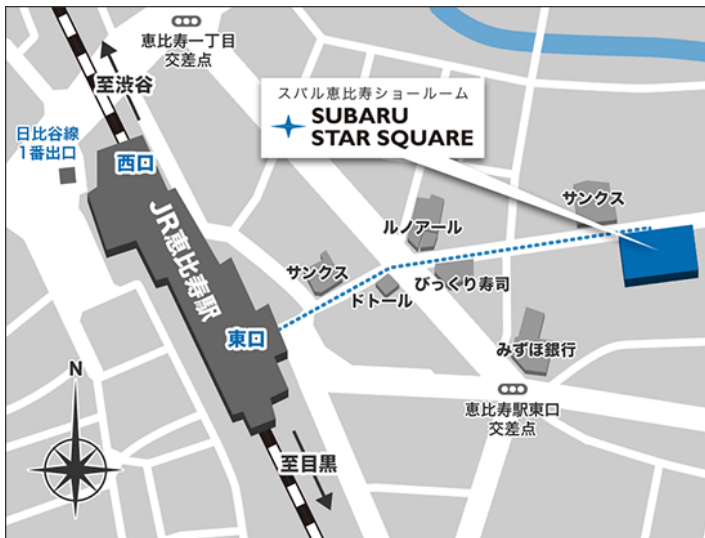 恵比寿一丁目
交差点
至渋谷
スバル恵比寿ショールーム
SUBARU
STAR SQUARE
日比谷線
1番出口
西口
JR恵比寿駅
サンクス
ルノアール
サンクス
びっくり寿司
ドトール
東口
みずほ銀行
N
恵比寿駅東口
交差点
至目黒